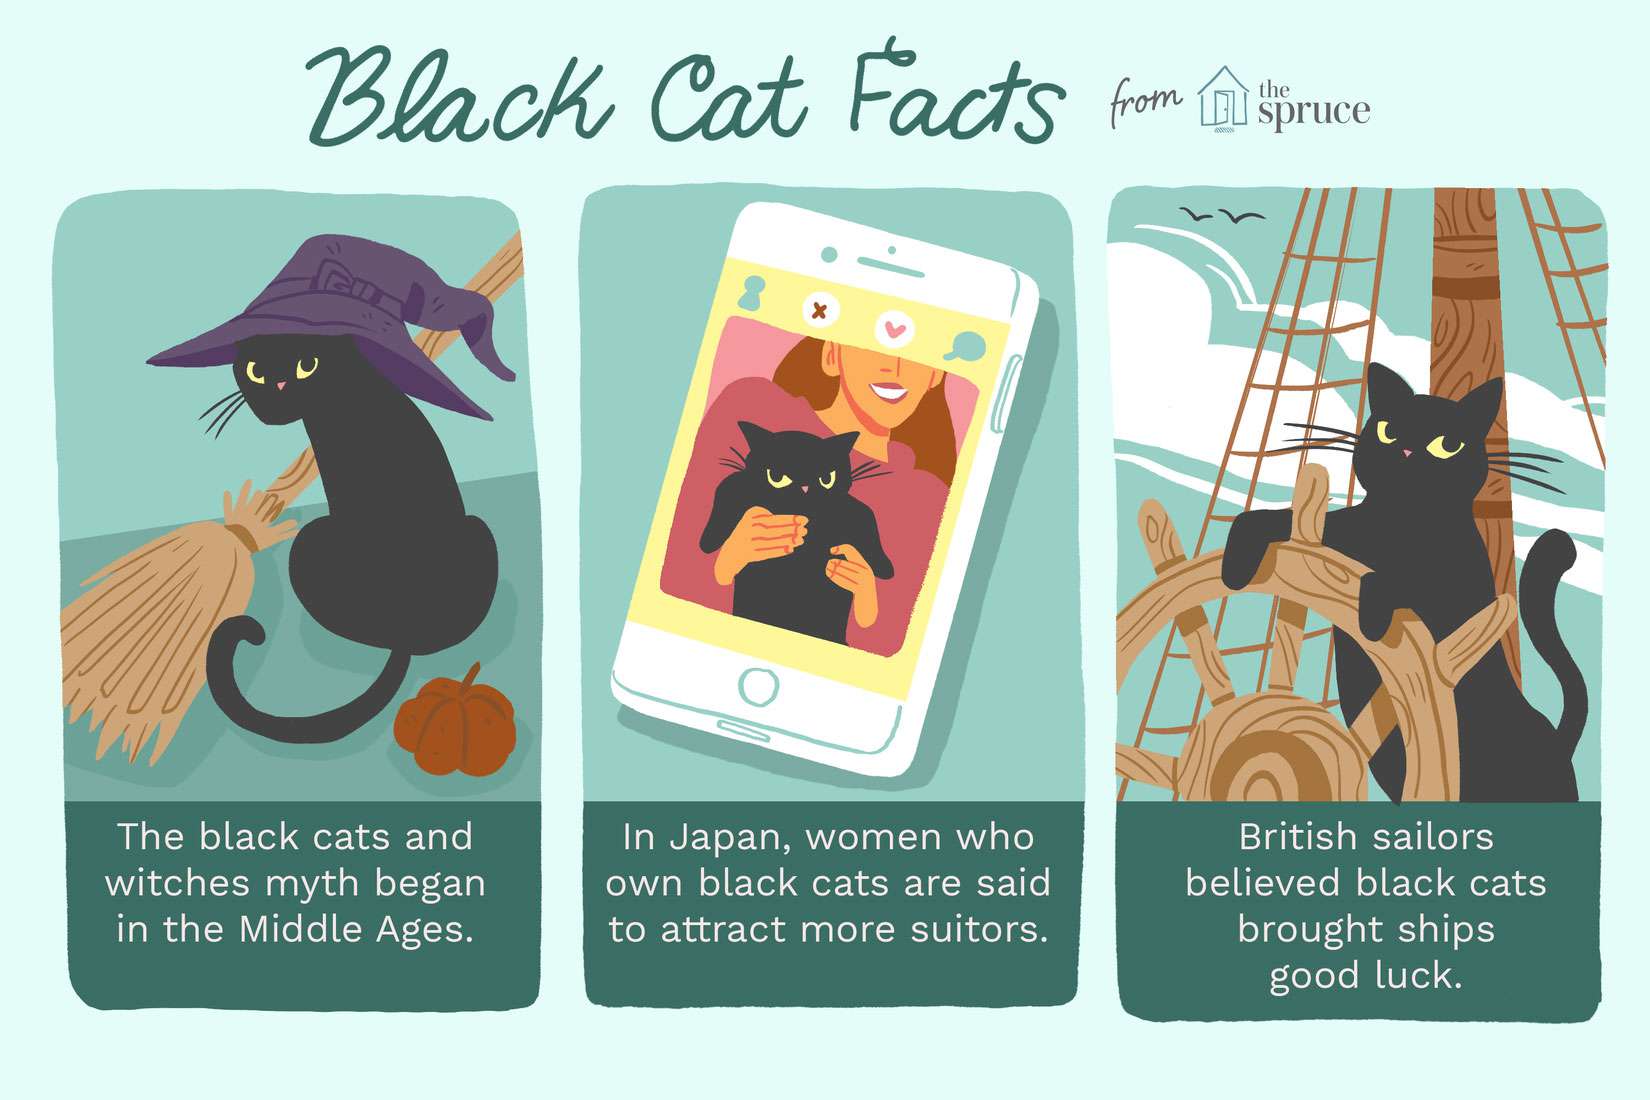 Black Cat Facts from the spruce
The black cats and
witches myth began
in the Middle Ages.
In Japan, women who
own black cats are said
to attract more suitors.
British sailors
believed black cats
brought ships
good luck.